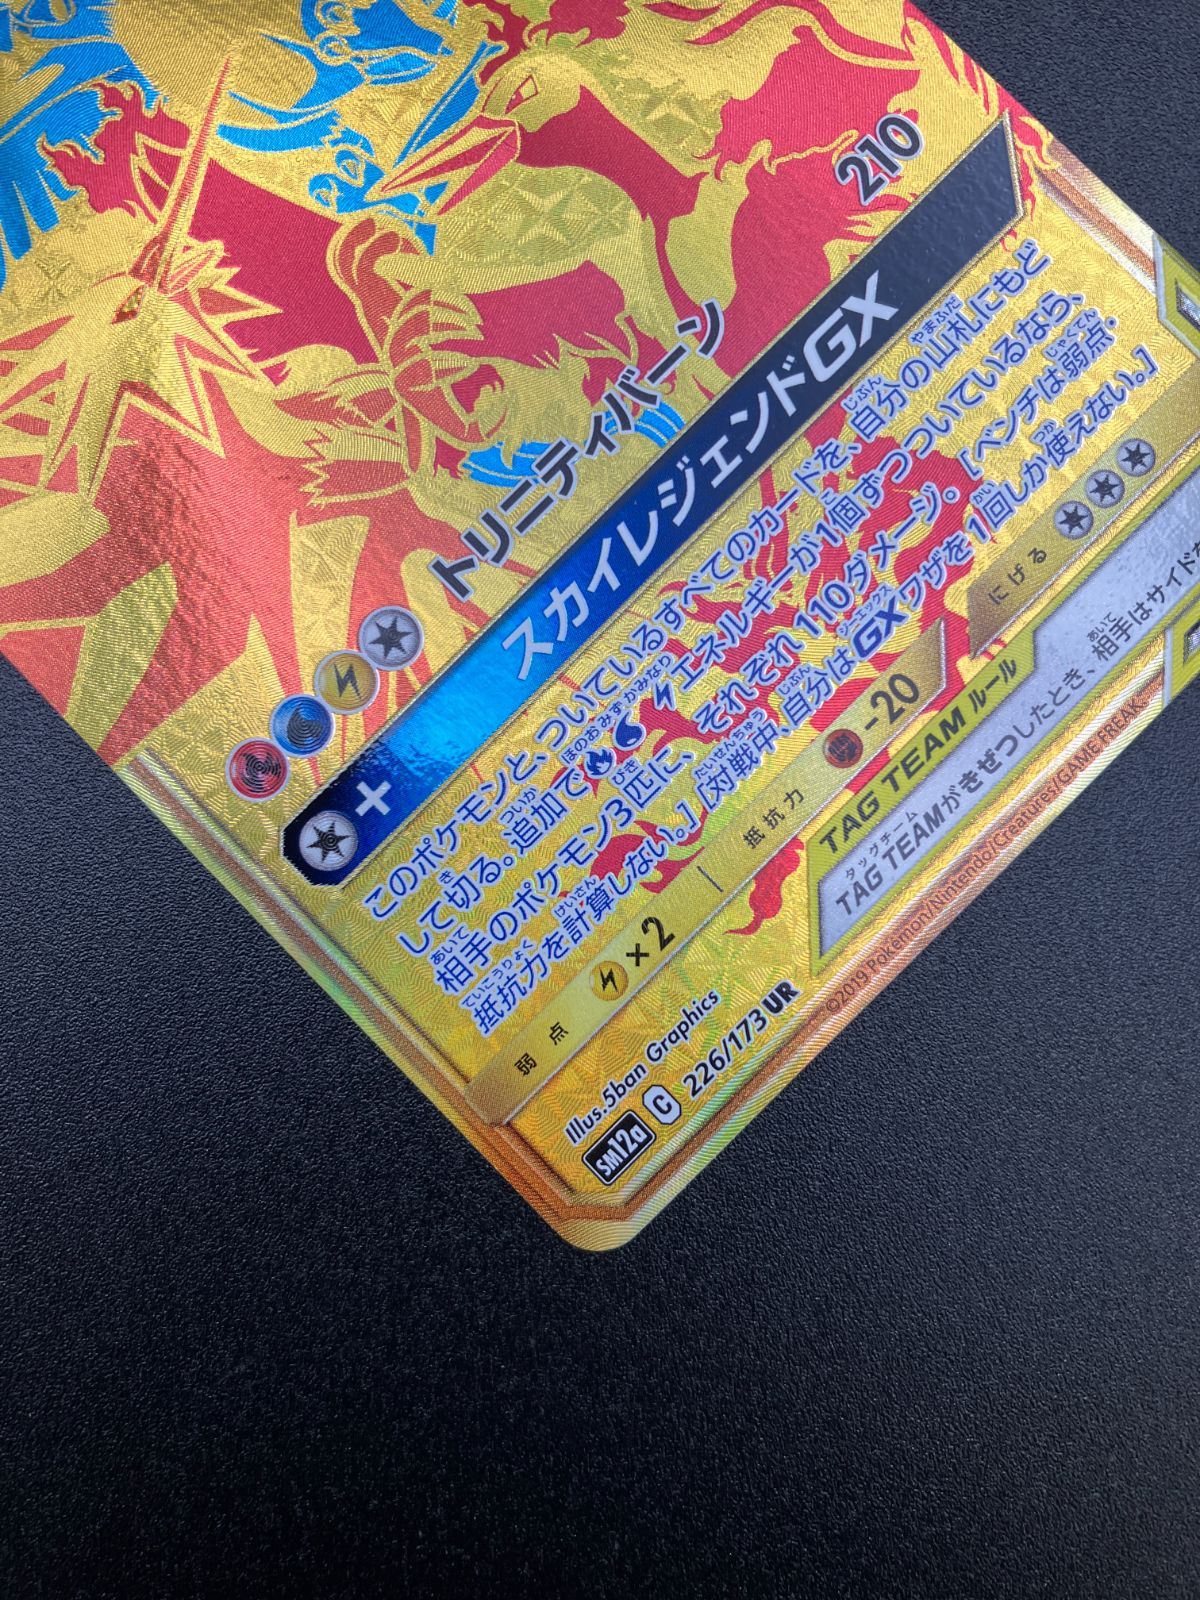 トリニティバーン 210
+ スカイレジェンドGX
このポケモンと、ついているすべてのカードを、自分の山札にもど
して切る。追加で エネルギーが1個ずつついているなら、
相手のポケモン3匹に、それぞれ110ダメージ。[ベンチは弱点・
抵抗力を計算しない。][対戦中、自分はGXワザを1回しか使えない。]
弱点 ×2 抵抗力 -20 にげる
TAG TEAM ルール
TAG TEAMがきぜつしたとき、相手はサイドを
Illus.5ban Graphics
SM12a C 226/173 UR
©2019 Pokémon/Nintendo/Creatures/GAME FREAK.